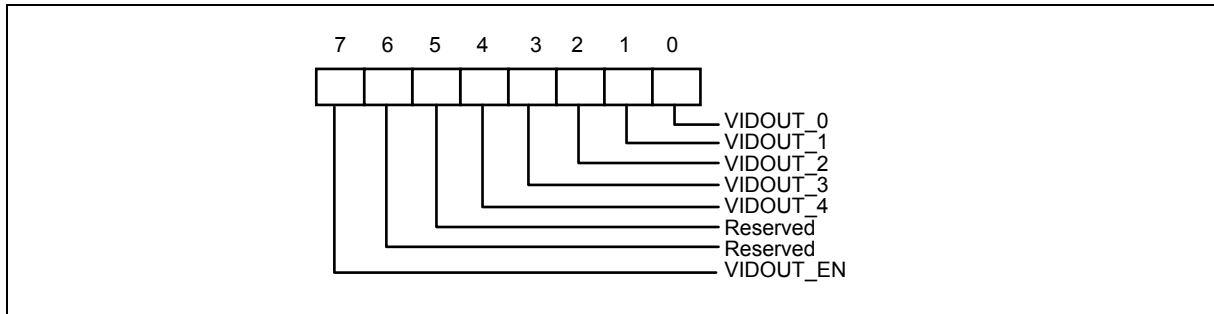 7 6 5 4 3 2 1 0
VIDOUT_0
VIDOUT_1
VIDOUT_2
VIDOUT_3
VIDOUT_4
Reserved
Reserved
VIDOUT_EN